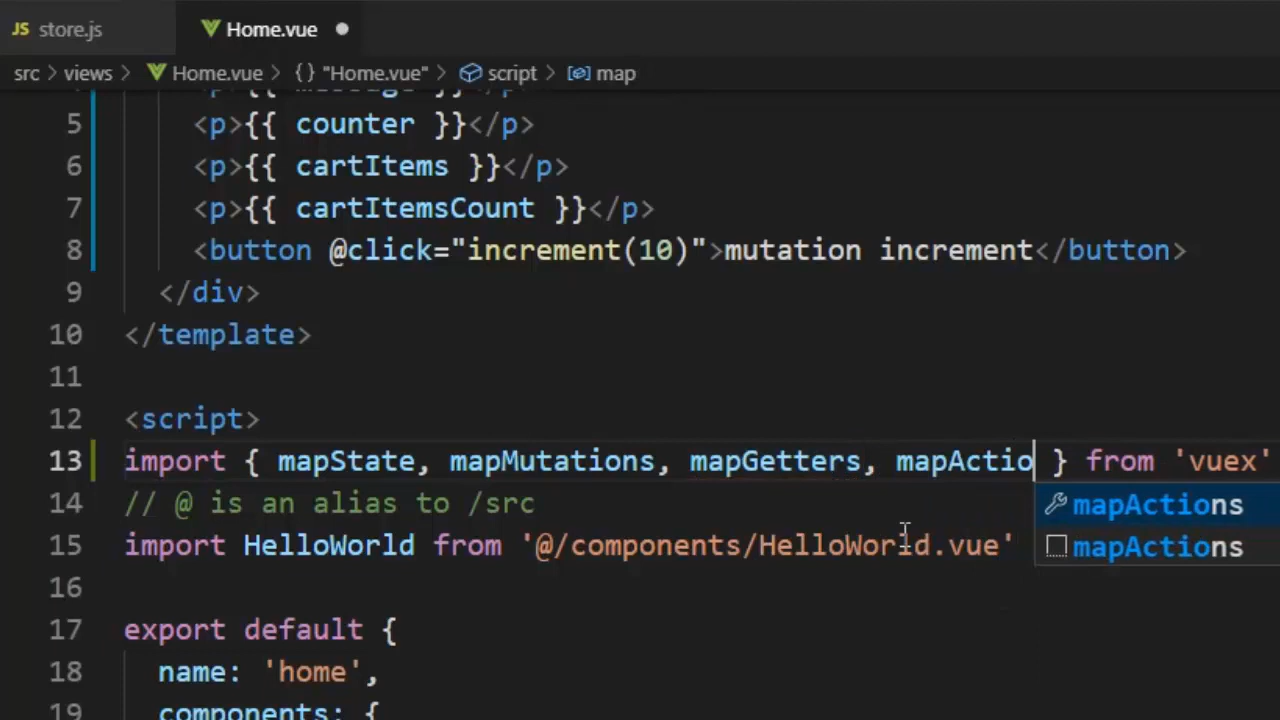 JS store.js Home.vue
src > views > Home.vue > {} "Home.vue" > script > map
5 <p>{{ counter }}</p>
6 <p>{{ cartItems }}</p>
7 <p>{{ cartItemsCount }}</p>
8 <button @click="increment(10)">mutation increment</button>
9 </div>
10 </template>
11
12 <script>
13 import { mapState, mapMutations, mapGetters, mapActio } from 'vuex'
mapActions
14 // @ is an alias to /src
mapActions
15 import HelloWorld from '@/components/HelloWorld.vue'
16
17 export default {
18 name: 'home',
19 components: {